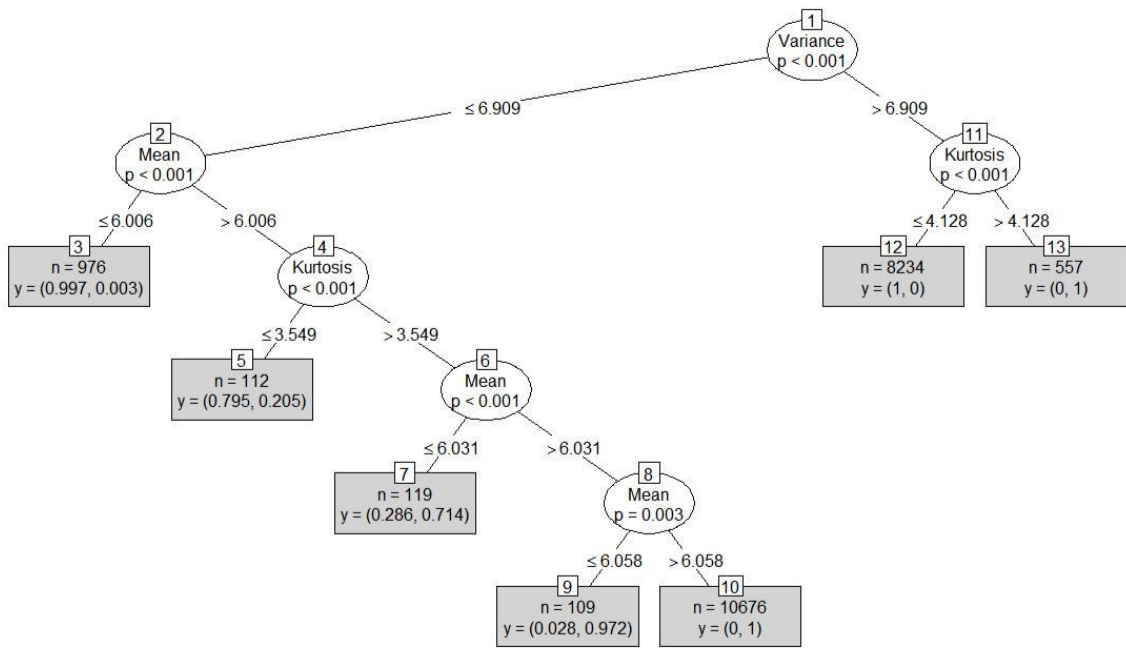 1
Variance
p < 0.001
≤ 6.909
> 6.909
2
Mean
p < 0.001
11
Kurtosis
p < 0.001
≤ 6.006
> 6.006
≤ 4.128
> 4.128
3
n = 976
y = (0.997, 0.003)
4
Kurtosis
p < 0.001
12
n = 8234
y = (1, 0)
13
n = 557
y = (0, 1)
≤ 3.549
> 3.549
5
n = 112
y = (0.795, 0.205)
6
Mean
p < 0.001
≤ 6.031
> 6.031
7
n = 119
y = (0.286, 0.714)
8
Mean
p = 0.003
≤ 6.058
> 6.058
9
n = 109
y = (0.028, 0.972)
10
n = 10676
y = (0, 1)